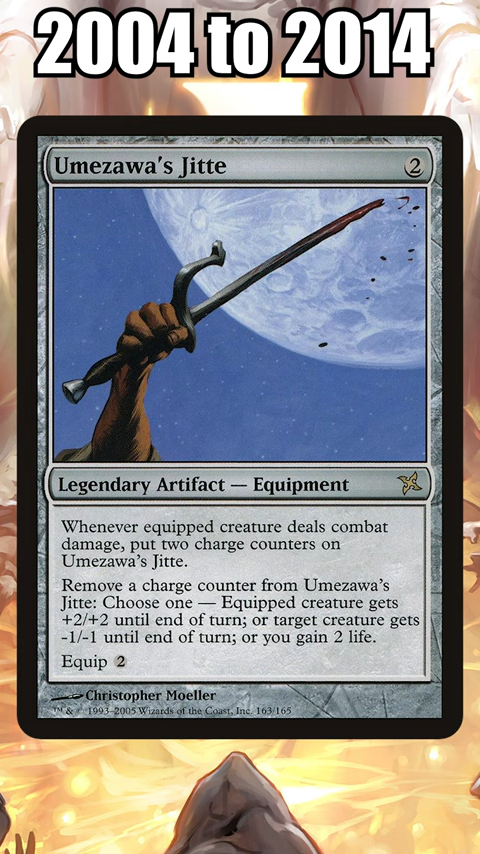 2004 to 2014
Umezawa's Jitte
2
Legendary Artifact — Equipment
Whenever equipped creature deals combat
damage, put two charge counters on
Umezawa's Jitte.
Remove a charge counter from Umezawa's
Jitte: Choose one — Equipped creature gets
+2/+2 until end of turn; or target creature gets
-1/-1 until end of turn; or you gain 2 life.
Equip 2
Christopher Moeller
™ & © 1993–2005 Wizards of the Coast, Inc. 163/165